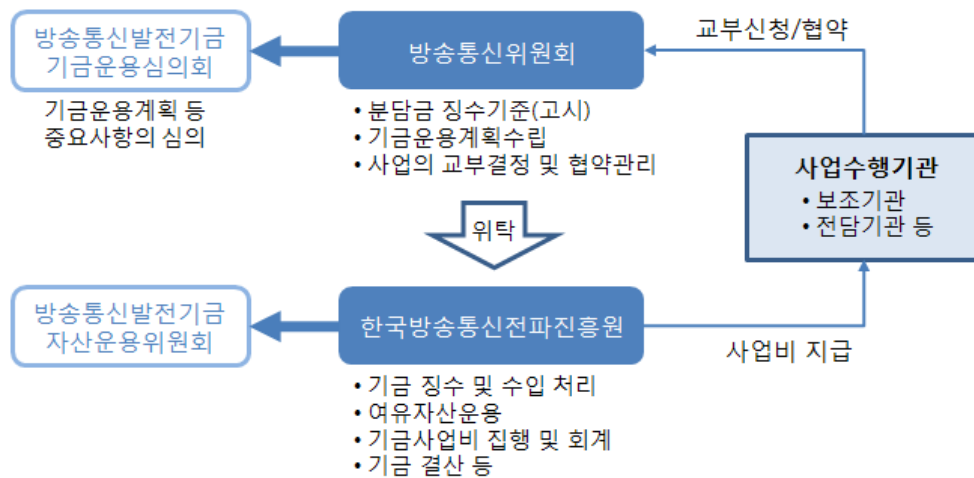 방송통신발전기금
기금운용심의회
기금운용계획 등
중요사항의 심의
방송통신위원회
• 분담금 징수기준(고시)
• 기금운용계획수립
• 사업의 교부결정 및 협약관리
교부신청/협약
사업수행기관
• 보조기관
• 전담기관 등
위탁
방송통신발전기금
자산운용위원회
한국방송통신전파진흥원
사업비 지급
• 기금 징수 및 수입 처리
• 여유자산운용
• 기금사업비 집행 및 회계
• 기금 결산 등